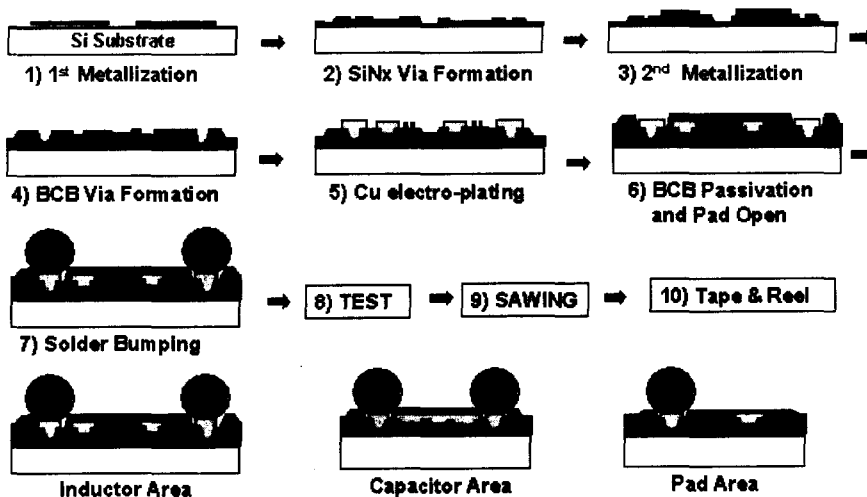 Si Substrate
1) 1st Metallization
2) SiNx Via Formation
3) 2nd Metallization
4) BCB Via Formation
5) Cu electro-plating
6) BCB Passivation
and Pad Open
7) Solder Bumping
8) TEST
9) SAWING
10) Tape & Reel
Inductor Area
Capacitor Area
Pad Area